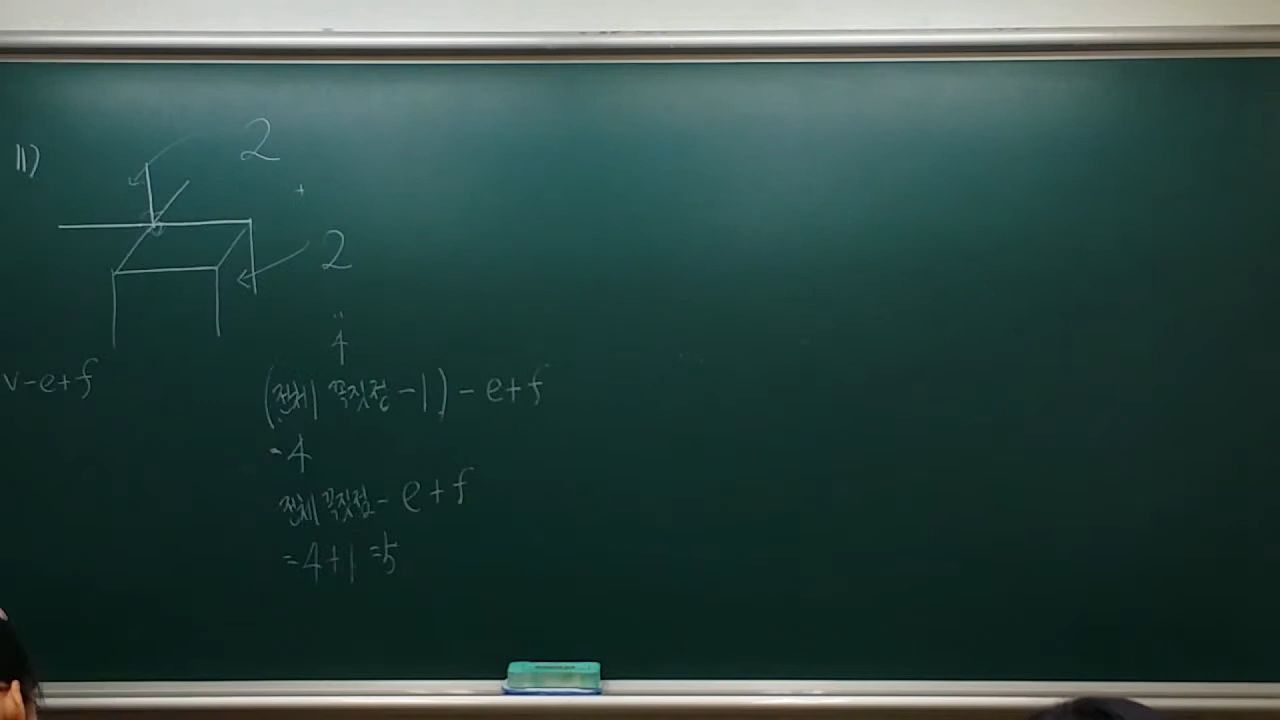 11)
2
2
4
v-e+f
(전체 꼭짓점 -1) - e+f
=4
전체 꼭짓점 - e+f
=4+1=5